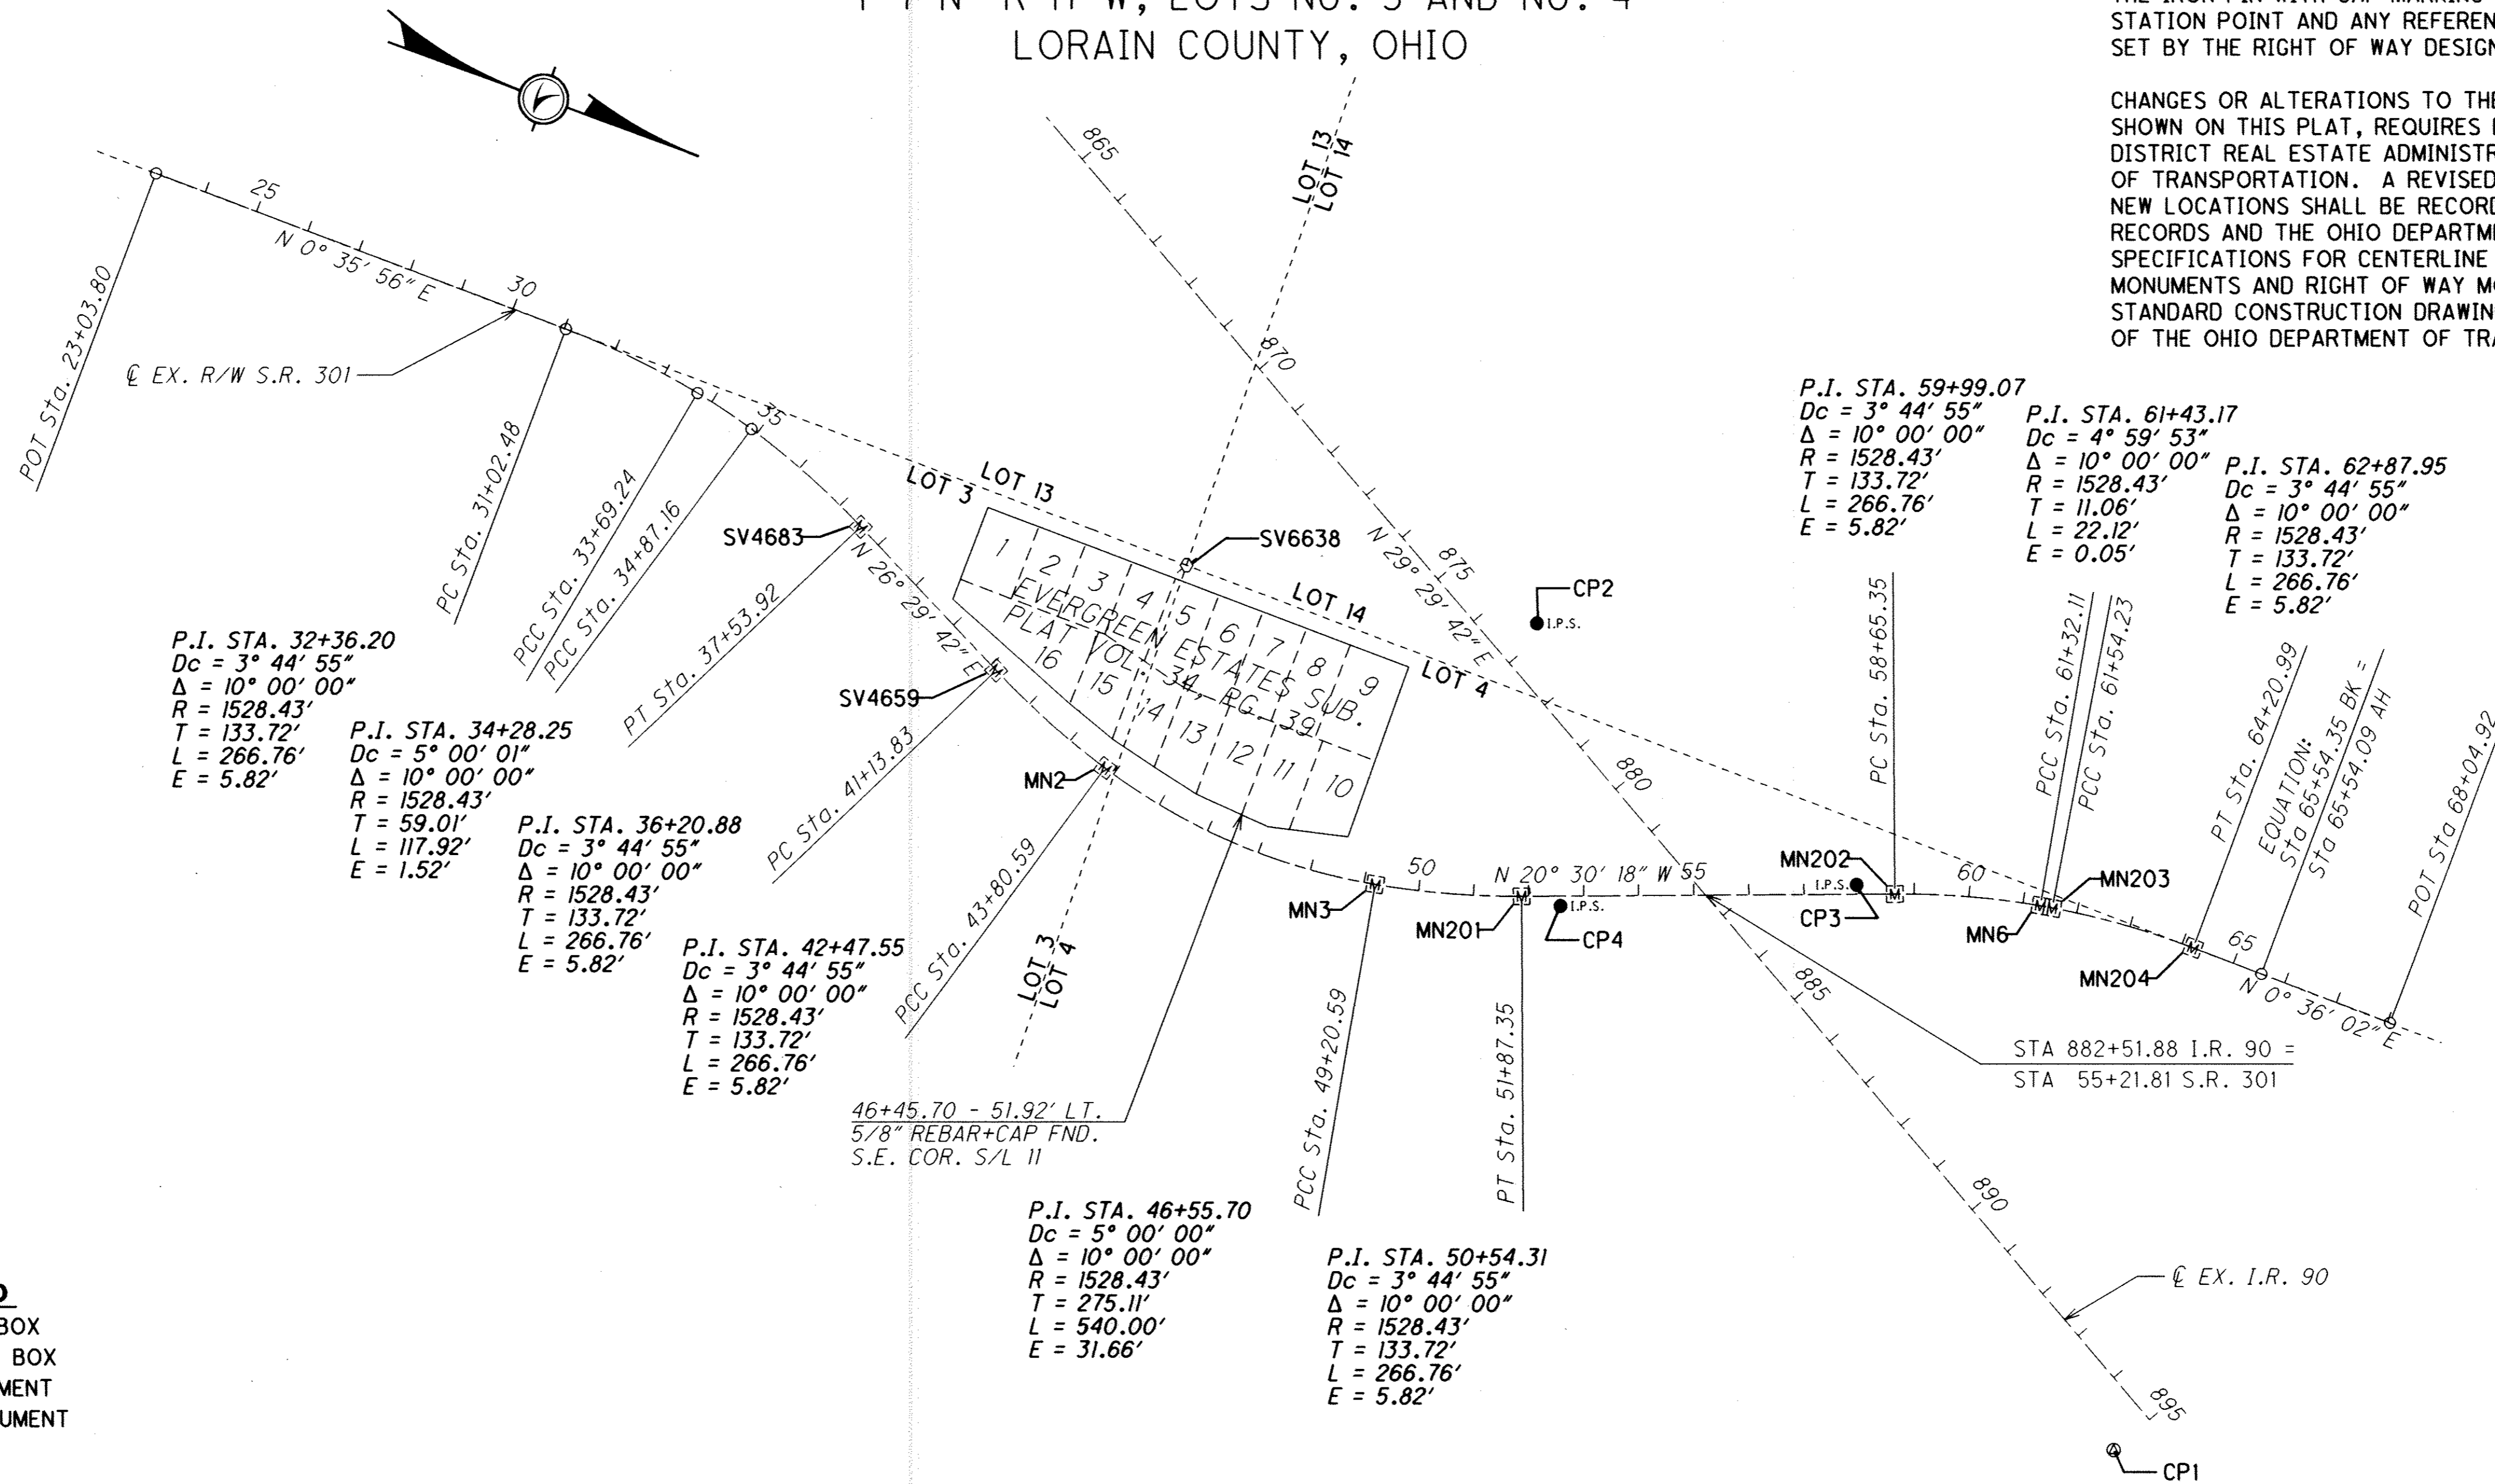 LORAIN COUNTY, OHIO
STATION POINT AND ANY REFEREN
SET BY THE RIGHT OF WAY DESIGN
CHANGES OR ALTERATIONS TO THE
SHOWN ON THIS PLAT, REQUIRES
DISTRICT REAL ESTATE ADMINISTR
OF TRANSPORTATION. A REVISED
NEW LOCATIONS SHALL BE RECORD
RECORDS AND THE OHIO DEPARTME
SPECIFICATIONS FOR CENTERLINE
MONUMENTS AND RIGHT OF WAY MO
STANDARD CONSTRUCTION DRAWIN
OF THE OHIO DEPARTMENT OF TRA
25
N 0° 35' 56" E
30
35
℄ EX. R/W S.R. 301
POT Sta. 23+03.80
PC Sta. 31+02.48
PCC Sta. 33+69.24
PCC Sta. 34+87.16
PT Sta. 37+53.92
PC Sta. 41+13.83
PCC Sta. 43+80.59
SV4683
N 26° 29' 42" E
SV4659
MN2
865
LOT 13
LOT 14
870
LOT 3
LOT 13
SV6638
LOT 14
LOT 4
N 29° 29' 42" E
875
880
885
890
895
1
2
3
4
5
6
7
8
9
EVERGREEN ESTATES SUB.
PLAT VOL. 34, PG. 39
16
15
14
13
12
11
10
CP2
I.P.S.
P.I. STA. 59+99.07
Dc = 3° 44' 55"
Δ = 10° 00' 00"
R = 1528.43'
T = 133.72'
L = 266.76'
E = 5.82'
P.I. STA. 61+43.17
Dc = 4° 59' 53"
Δ = 10° 00' 00"
R = 1528.43'
T = 11.06'
L = 22.12'
E = 0.05'
P.I. STA. 62+87.95
Dc = 3° 44' 55"
Δ = 10° 00' 00"
R = 1528.43'
T = 133.72'
L = 266.76'
E = 5.82'
PC Sta. 58+65.35
PCC Sta. 61+32.11
PCC Sta. 61+54.23
PT Sta. 64+20.99
EQUATION:
Sta 65+54.35 BK =
Sta 65+54.09 AH
POT Sta 68+04.92
P.I. STA. 32+36.20
Dc = 3° 44' 55"
Δ = 10° 00' 00"
R = 1528.43'
T = 133.72'
L = 266.76'
E = 5.82'
P.I. STA. 34+28.25
Dc = 5° 00' 01"
Δ = 10° 00' 00"
R = 1528.43'
T = 59.01'
L = 117.92'
E = 1.52'
P.I. STA. 36+20.88
Dc = 3° 44' 55"
Δ = 10° 00' 00"
R = 1528.43'
T = 133.72'
L = 266.76'
E = 5.82'
P.I. STA. 42+47.55
Dc = 3° 44' 55"
Δ = 10° 00' 00"
R = 1528.43'
T = 133.72'
L = 266.76'
E = 5.82'
LOT 3
LOT 4
MN3
50
N 20° 30' 18" W
55
MN201
I.P.S.
CP4
MN202
I.P.S.
CP3
60
MN203
MN6
MN204
65
N 0° 36' 02" E
STA 882+51.88 I.R. 90 =
STA 55+21.81 S.R. 301
46+45.70 - 51.92' LT.
5/8" REBAR+CAP FND.
S.E. COR. S/L 11
PCC Sta. 49+20.59
PT Sta. 51+87.35
P.I. STA. 46+55.70
Dc = 5° 00' 00"
Δ = 10° 00' 00"
R = 1528.43'
T = 275.11'
L = 540.00'
E = 31.66'
P.I. STA. 50+54.31
Dc = 3° 44' 55"
Δ = 10° 00' 00"
R = 1528.43'
T = 133.72'
L = 266.76'
E = 5.82'
℄ EX. I.R. 90
CP1
BOX
BOX
MENT
UMENT